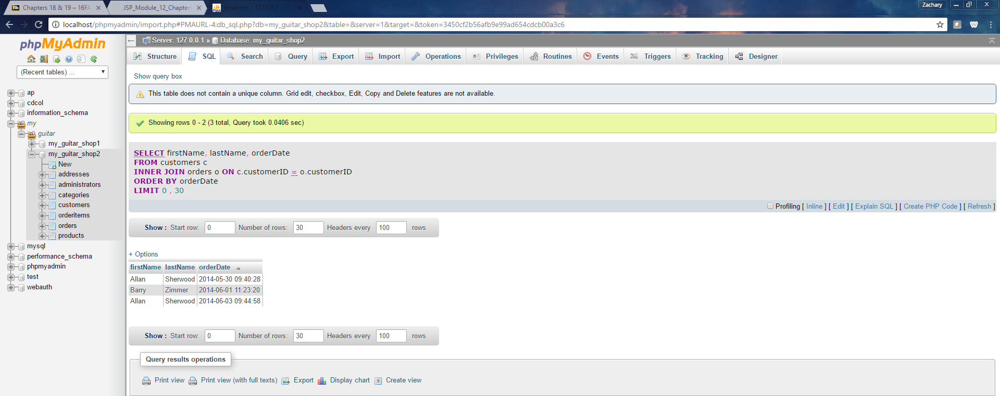 Chapters 18 & 19 – 16FA
JSP_Module_12_Chapters
localhost / 127.0.0.1 / m
Zachary
localhost/phpmyadmin/import.php#PMAURL-4:db_sql.php?db=my_guitar_shop2&table=&server=1&target=&token=3450cf2b56afb9e99ad654cdcb00a3c6
phpMyAdmin
(Recent tables) ...
ap
cdcol
information_schema
my
guitar
my_guitar_shop1
my_guitar_shop2
New
addresses
administrators
categories
customers
orderitems
orders
products
mysql
performance_schema
phpmyadmin
test
webauth
Server: 127.0.0.1 » Database: my_guitar_shop2
Structure SQL Search Query Export Import Operations Privileges Routines Events Triggers Tracking Designer
Show query box
This table does not contain a unique column. Grid edit, checkbox, Edit, Copy and Delete features are not available.
Showing rows 0 - 2 (3 total, Query took 0.0406 sec)
SELECT firstName, lastName, orderDate
FROM customers c
INNER JOIN orders o ON c.customerID = o.customerID
ORDER BY orderDate
LIMIT 0 , 30
Profiling [ Inline ] [ Edit ] [ Explain SQL ] [ Create PHP Code ] [ Refresh ]
Show : Start row: 0 Number of rows: 30 Headers every 100 rows
+ Options
firstName lastName orderDate
Allan Sherwood 2014-05-30 09:40:28
Barry Zimmer 2014-06-01 11:23:20
Allan Sherwood 2014-06-03 09:44:58
Show : Start row: 0 Number of rows: 30 Headers every 100 rows
Query results operations
Print view Print view (with full texts) Export Display chart Create view